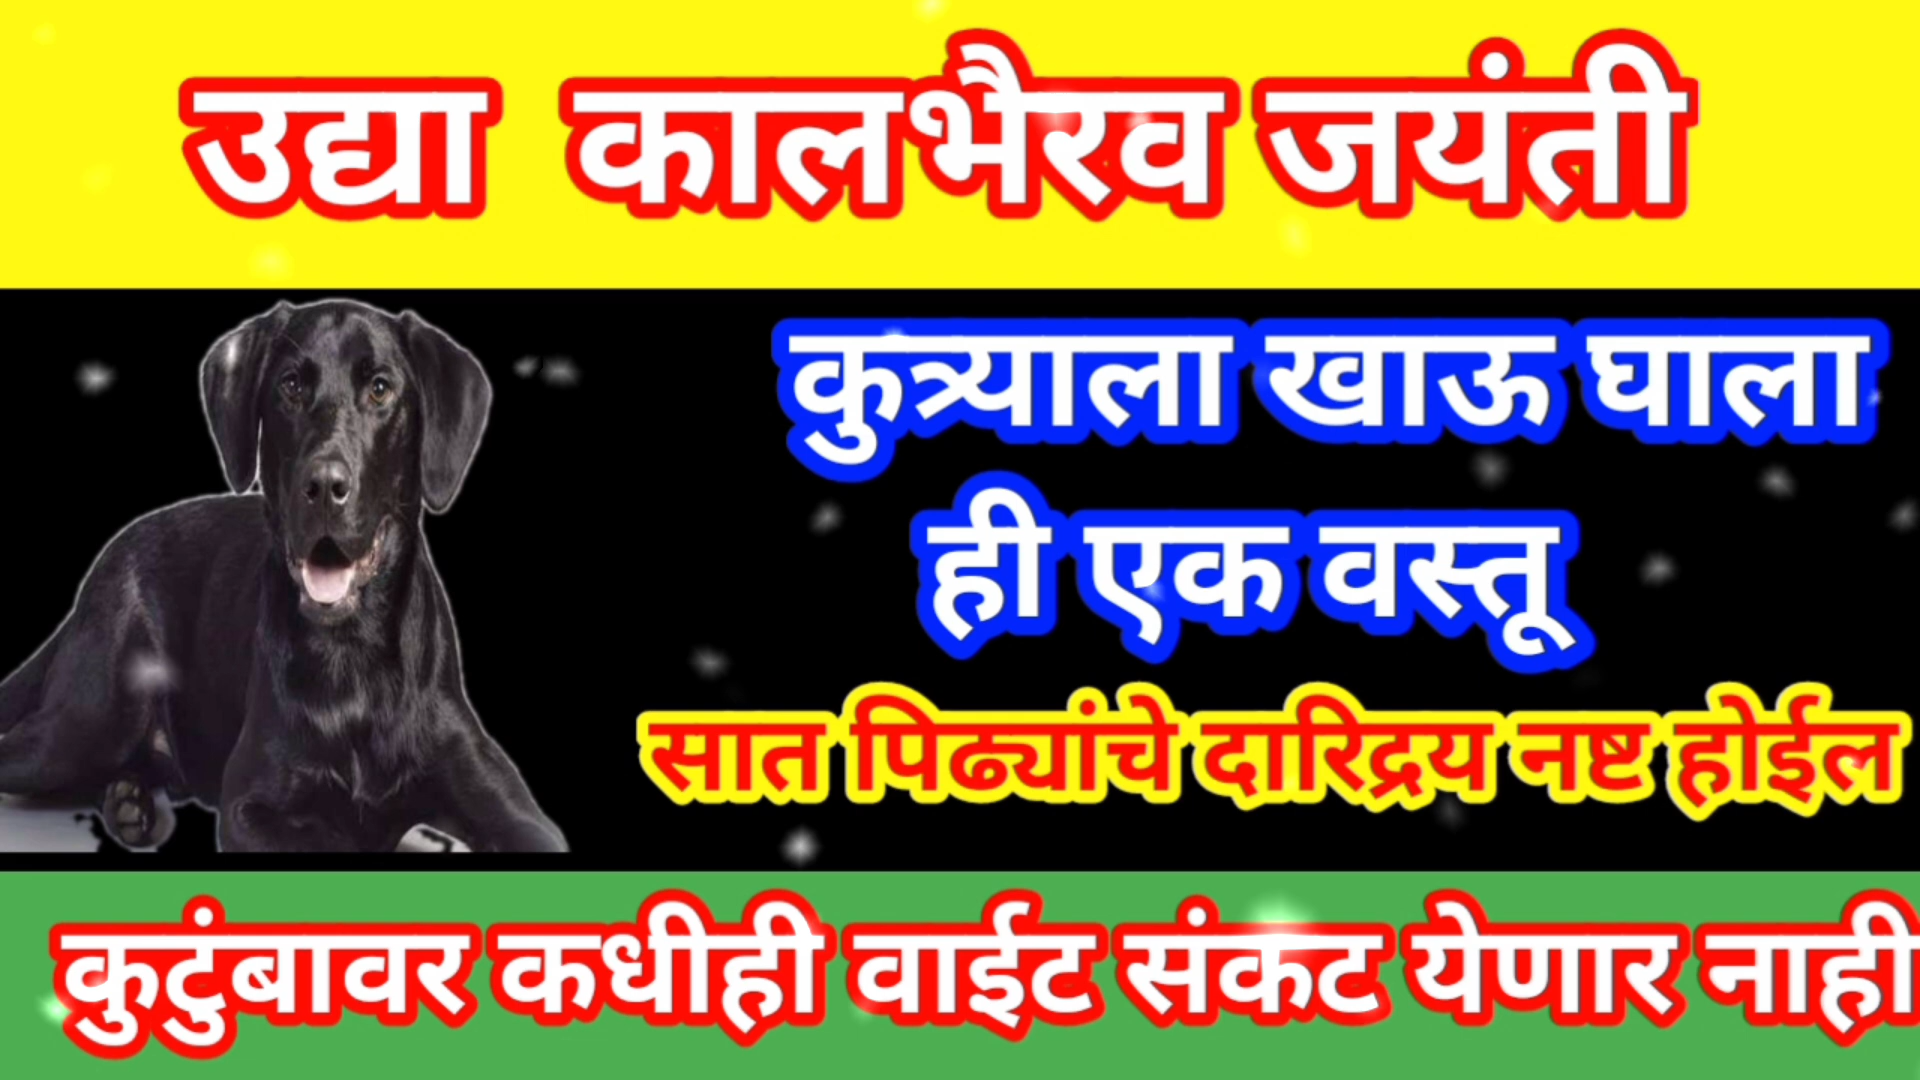 उद्या कालभैरव जयंती
कुत्र्याला खाऊ घाला
ही एक वस्तू
सात पिढ्यांचे दारिद्रय नष्ट होईल
कुटुंबावर कधीही वाईट संकट येणार नाही